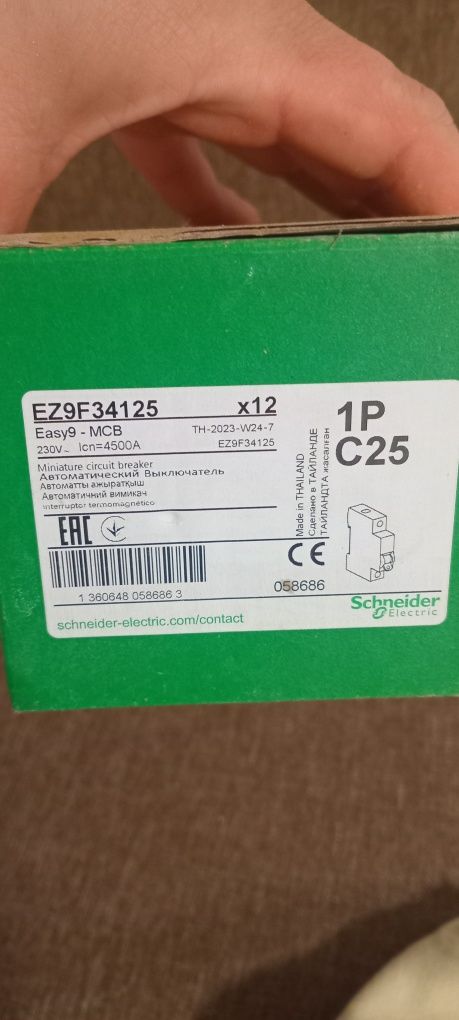 EZ9F34125 x12
Easy9 - MCB TH-2023-W24-7
230V~ Icn=4500A EZ9F34125
Miniature circuit breaker
Автоматический Выключатель
Автоматты ажыратқыш
Автоматичний вимикач
Interruptor termomagnético
1P
C25
Made in THAILAND
Сделано в ТАЙЛАНДЕ
ТАЙЛАНДТА жасалған
EAC
CE
1 360648 058686 3
058686
schneider-electric.com/contact
Schneider
Electric